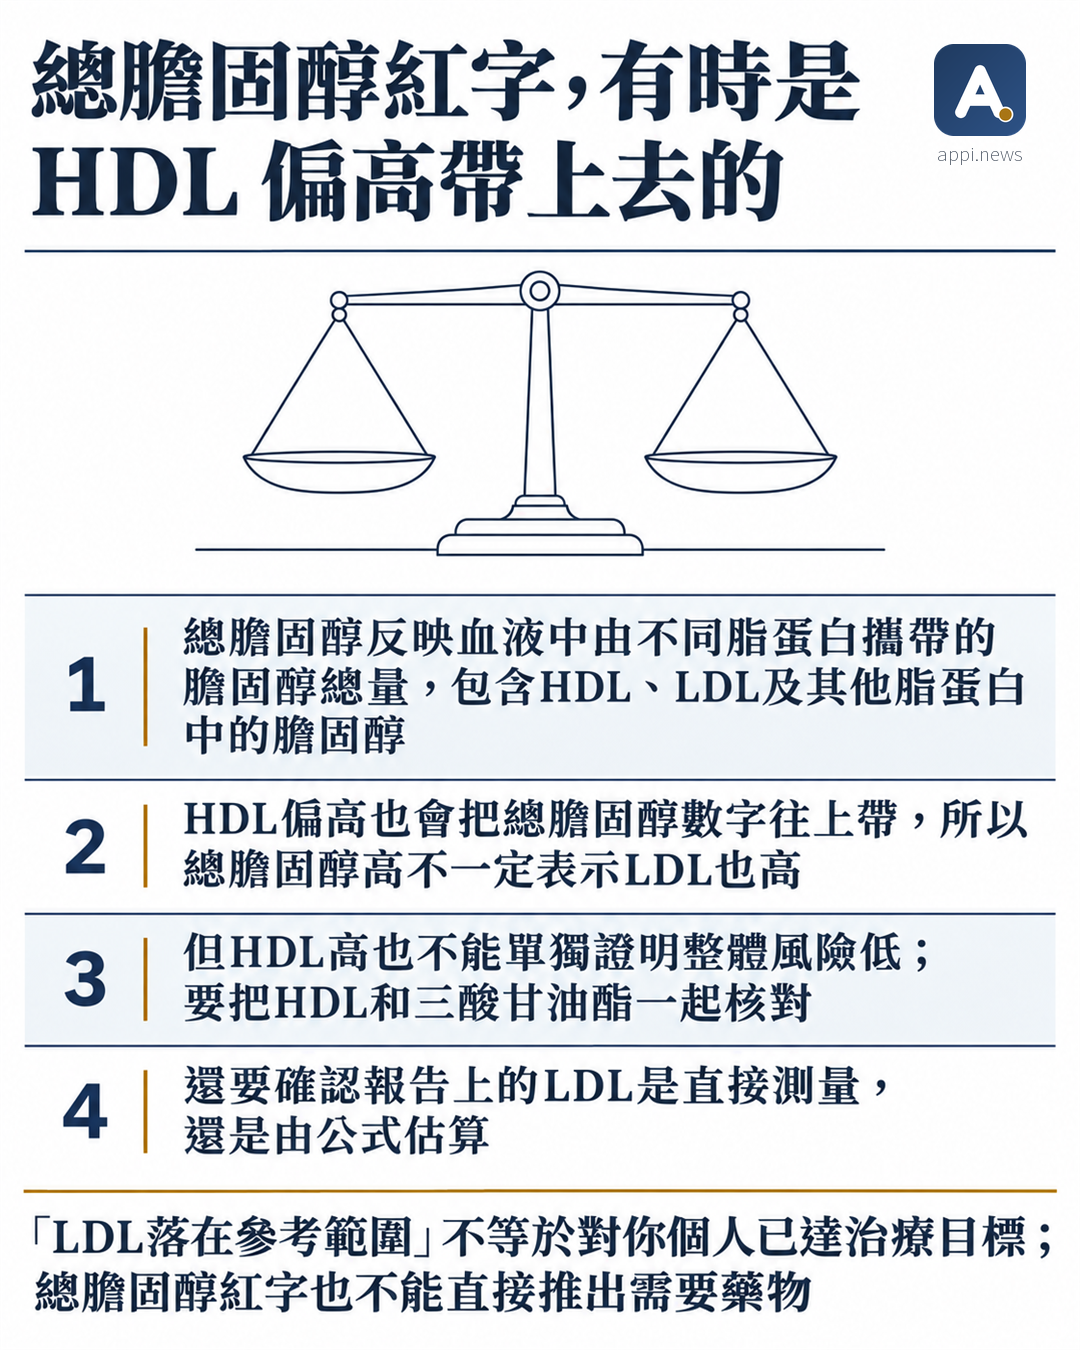 總膽固醇紅字，有時是
HDL 偏高帶上去的
A
appi.news
1
總膽固醇反映血液中由不同脂蛋白攜帶的
膽固醇總量，包含HDL、LDL及其他脂蛋白
中的膽固醇
2
HDL偏高也會把總膽固醇數字往上帶，所以
總膽固醇高不一定表示LDL也高
3
但HDL高也不能單獨證明整體風險低；
要把HDL和三酸甘油酯一起核對
4
還要確認報告上的LDL是直接測量，
還是由公式估算
「LDL落在參考範圍」不等於對你個人已達治療目標；
總膽固醇紅字也不能直接推出需要藥物